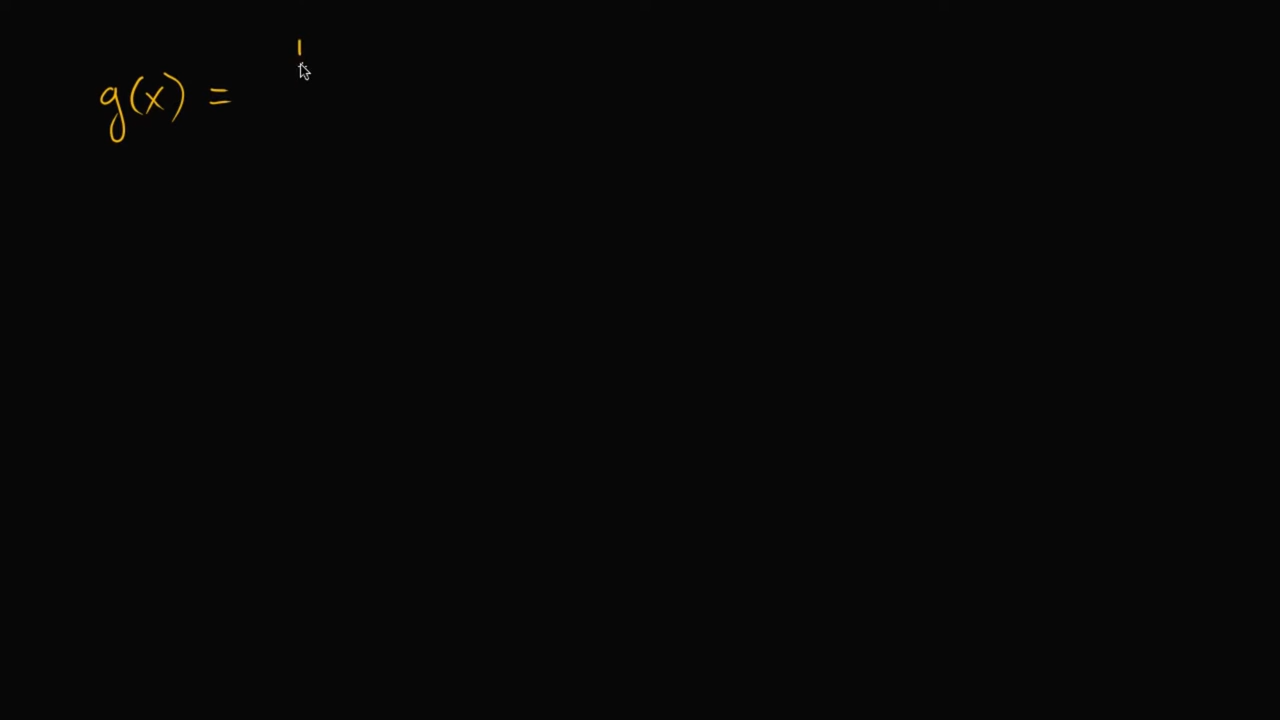 g(x) =